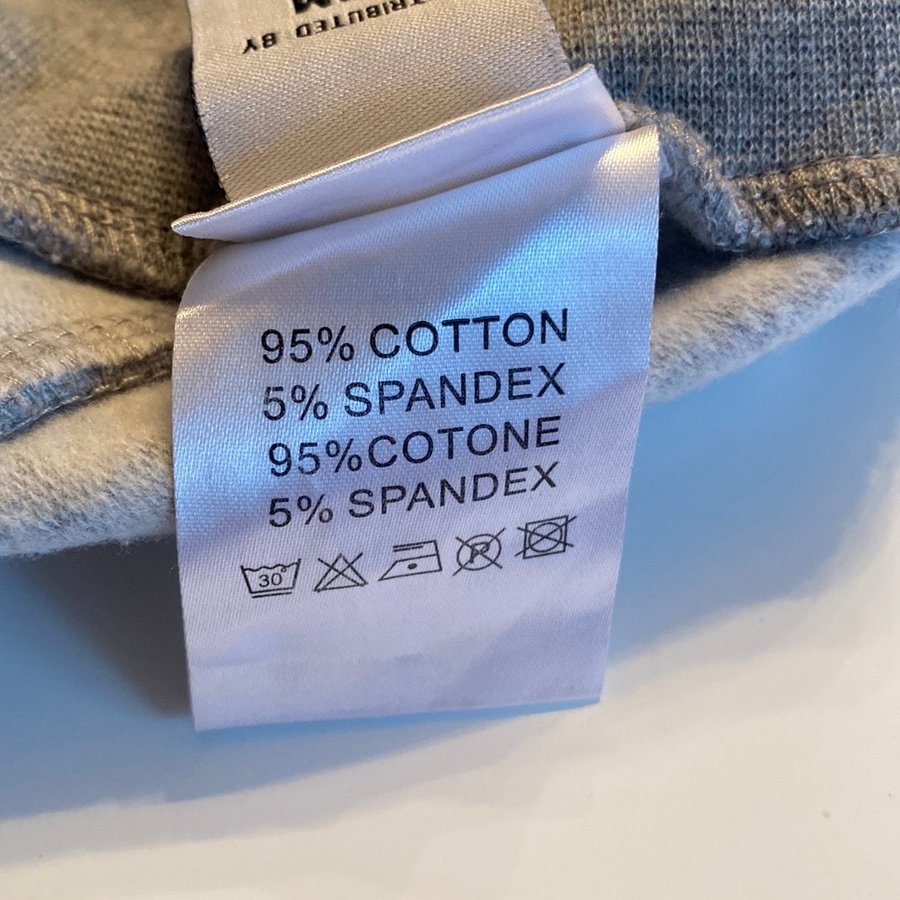 TRIBUTED BY
95% COTTON
5% SPANDEX
95%COTONE
5% SPANDEX
30°
P